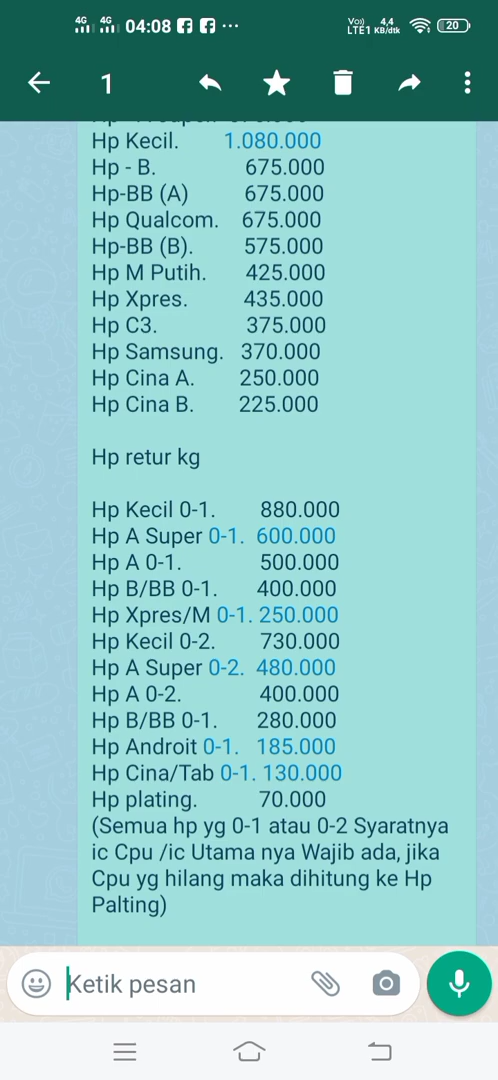 4G 4G 04:08 Vo)) LTE1 4,4 KB/dtk 20
1
Hp Kecil. 1.080.000
Hp - B. 675.000
Hp-BB (A) 675.000
Hp Qualcom. 675.000
Hp-BB (B). 575.000
Hp M Putih. 425.000
Hp Xpres. 435.000
Hp C3. 375.000
Hp Samsung. 370.000
Hp Cina A. 250.000
Hp Cina B. 225.000
Hp retur kg
Hp Kecil 0-1. 880.000
Hp A Super 0-1. 600.000
Hp A 0-1. 500.000
Hp B/BB 0-1. 400.000
Hp Xpres/M 0-1. 250.000
Hp Kecil 0-2. 730.000
Hp A Super 0-2. 480.000
Hp A 0-2. 400.000
Hp B/BB 0-1. 280.000
Hp Androit 0-1. 185.000
Hp Cina/Tab 0-1. 130.000
Hp plating. 70.000
(Semua hp yg 0-1 atau 0-2 Syaratnya
ic Cpu /ic Utama nya Wajib ada, jika
Cpu yg hilang maka dihitung ke Hp
Palting)
Ketik pesan